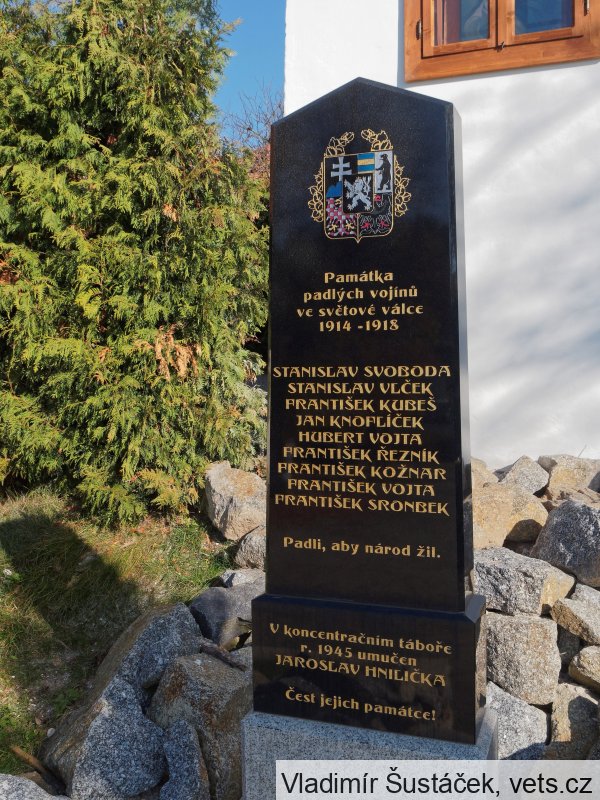 Památka
padlých vojínů
ve světové válce
1914 -1918
STANISLAV SVOBODA
STANISLAV VLČEK
FRANTIŠEK KUBEŠ
JAN KNOFLÍČEK
HUBERT VOJTA
FRANTIŠEK ŘEZNÍK
FRANTIŠEK KOŽNAR
FRANTIŠEK VOJTA
FRANTIŠEK SRONBEK
Padli, aby národ žil.
V koncentračním táboře
r. 1945 umučen
JAROSLAV HNILIČKA
Čest jejich památce!
Vladimír Šustáček, vets.cz